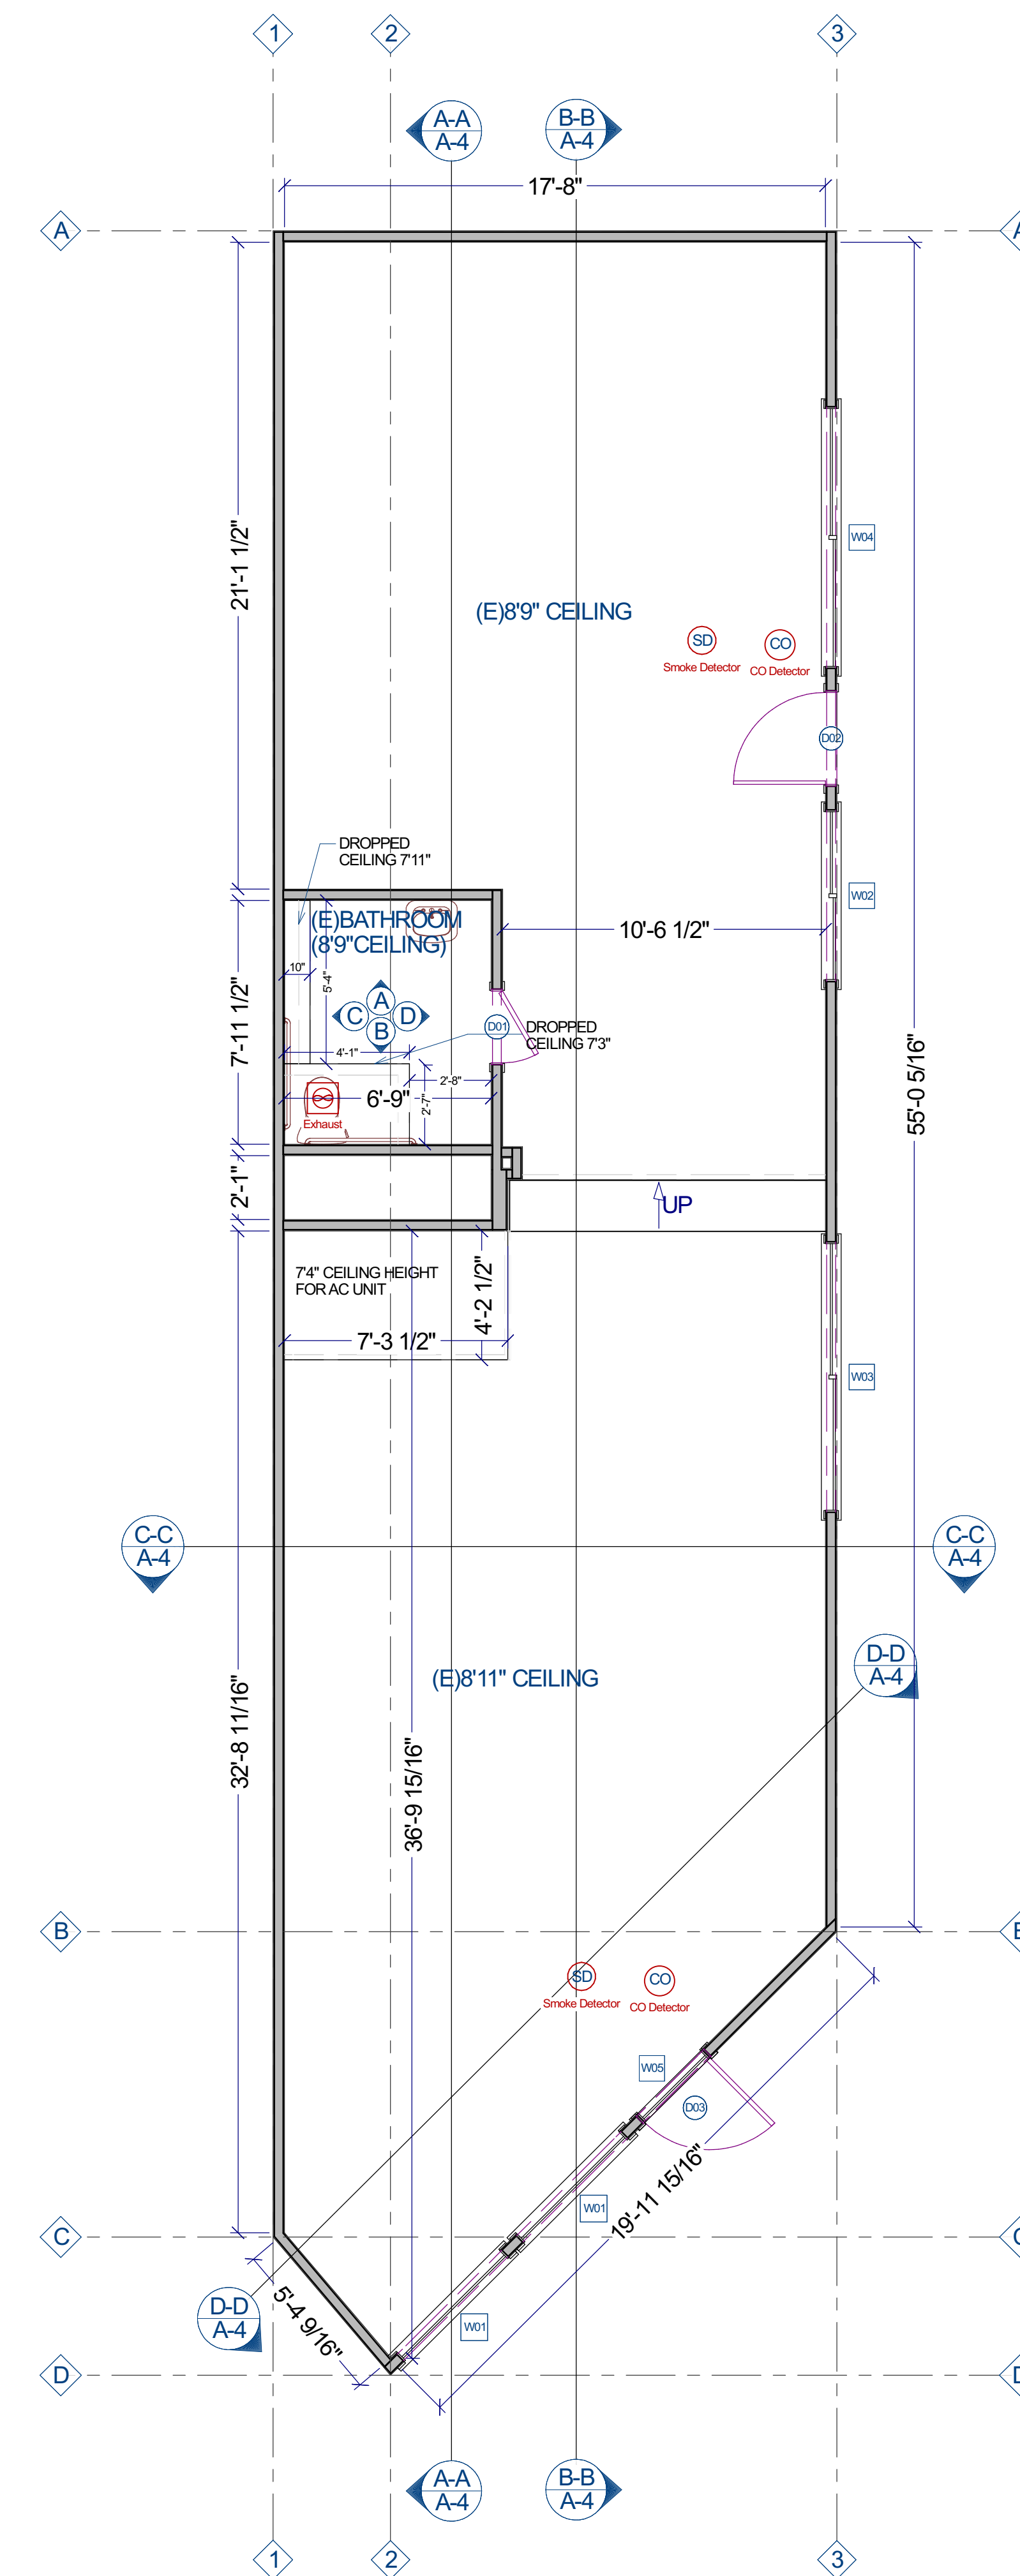 1
2
3
A-A
A-4
B-B
A-4
17'-8"
A
A
21'-1 1/2"
W04
(E)8'9" CEILING
SD
Smoke Detector
CO
CO Detector
D02
DROPPED
CEILING 7'11"
W02
(E)BATHROOM
(8'9"CEILING)
10'-6 1/2"
10"
5'-4"
A
C
D
B
D01
DROPPED
CEILING 7'3"
7'-11 1/2"
55'-0 5/16"
4'-1"
2'-8"
6'-9"
2'-7"
Exhaust
2'-1"
UP
7'4" CEILING HEIGHT
FOR AC UNIT
4'-2 1/2"
7'-3 1/2"
W03
C-C
A-4
C-C
A-4
D-D
A-4
(E)8'11" CEILING
32'-8 11/16"
36'-9 15/16"
B
SD
Smoke Detector
CO
CO Detector
W05
D03
W01
19'-11 15/16"
C
D-D
A-4
5'-4 9/16"
W01
D
A-A
A-4
B-B
A-4
1
2
3